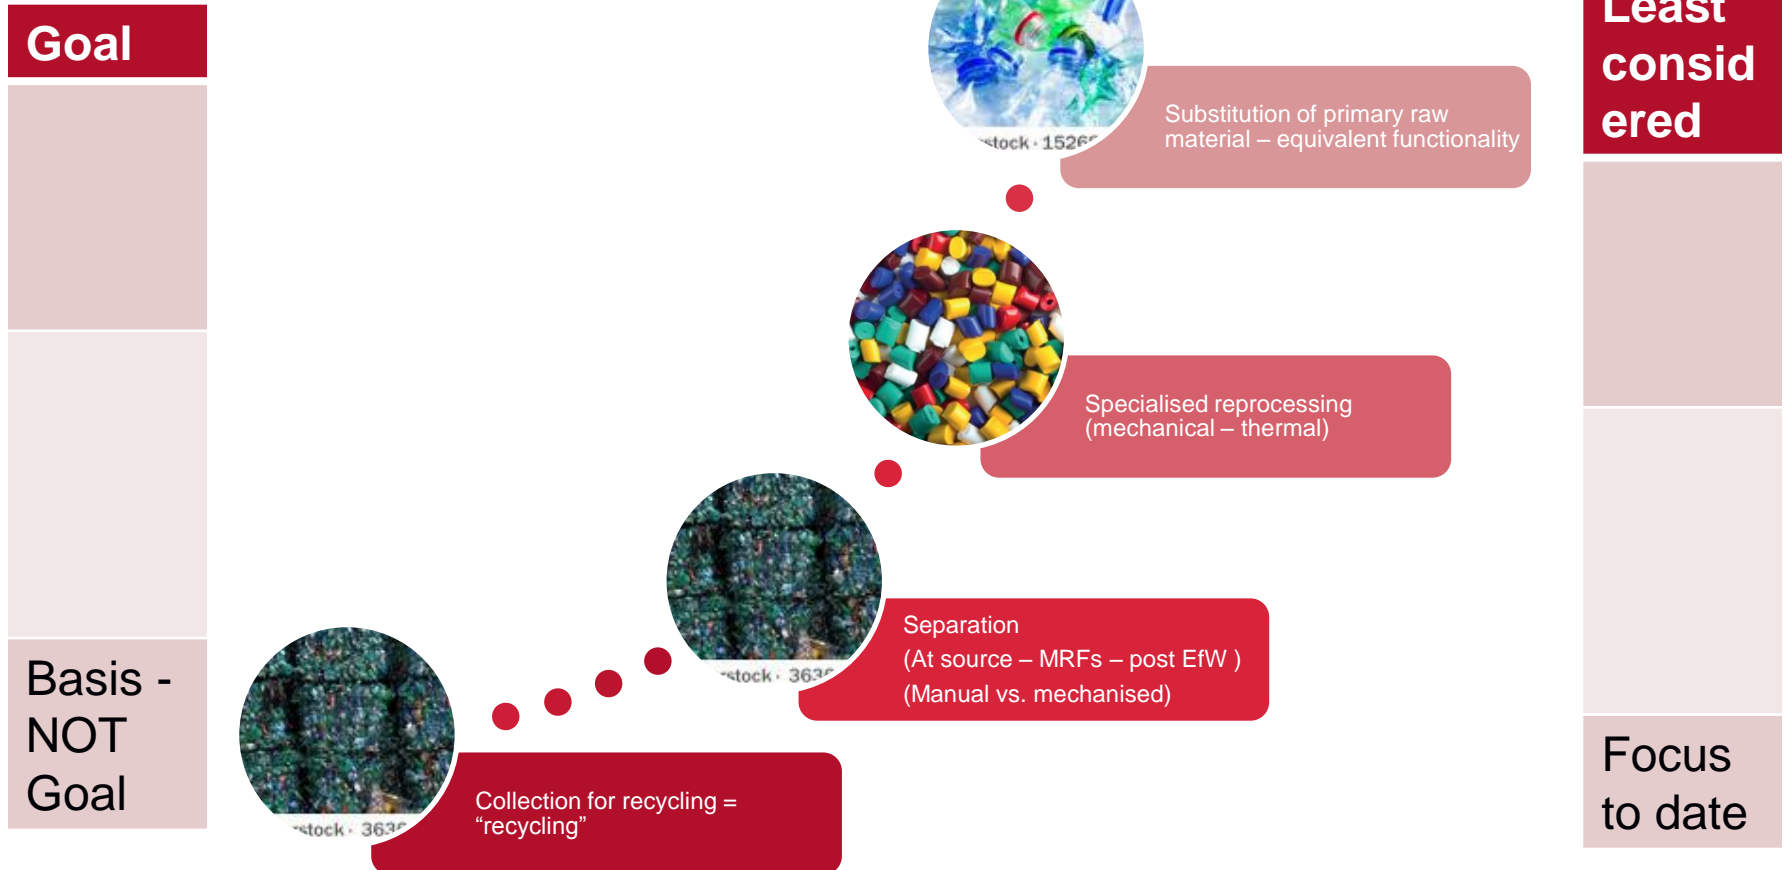 Goal
Basis -
NOT
Goal
Substitution of primary raw
material – equivalent functionality
Specialised reprocessing
(mechanical – thermal)
Separation
(At source – MRFs – post EfW )
(Manual vs. mechanised)
Collection for recycling =
“recycling”
Least
consid
ered
Focus
to date